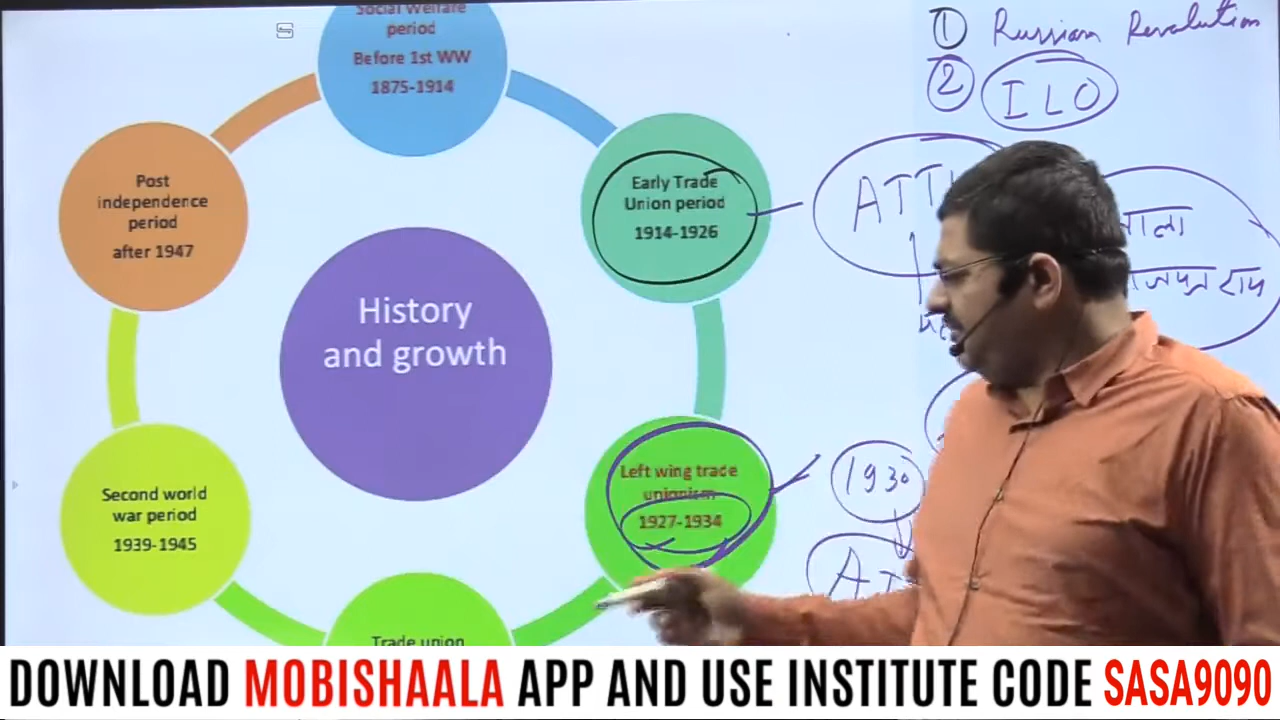 Social Welfare
period
Before 1st WW
1875-1914
Early Trade
Union period
1914-1926
Left wing trade
unionism
1927-1934
Trade union
Second world
war period
1939-1945
Post
independence
period
after 1947
History
and growth
① Russian Revolution
② ILO
1930
DOWNLOAD MOBISHAALA APP AND USE INSTITUTE CODE SASA9090